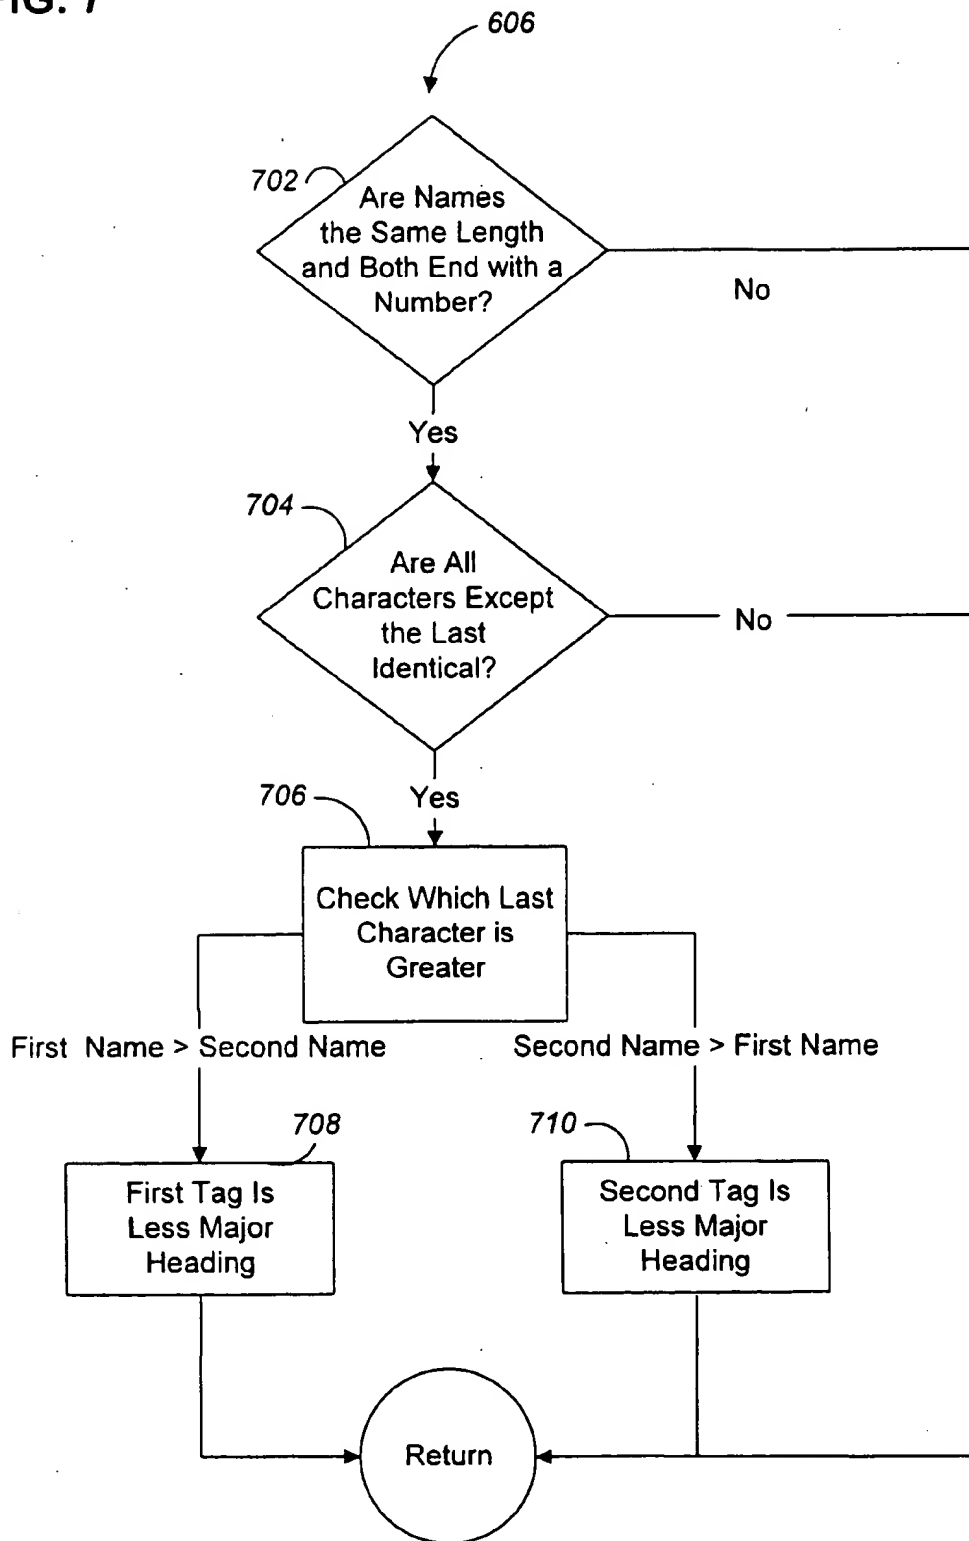 FIG. 7
606
702
Are Names
the Same Length
and Both End with a
Number?
No
Yes
704
Are All
Characters Except
the Last
Identical?
No
Yes
706
Check Which Last
Character is
Greater
First Name > Second Name
Second Name > First Name
708
710
First Tag Is
Less Major
Heading
Second Tag Is
Less Major
Heading
Return